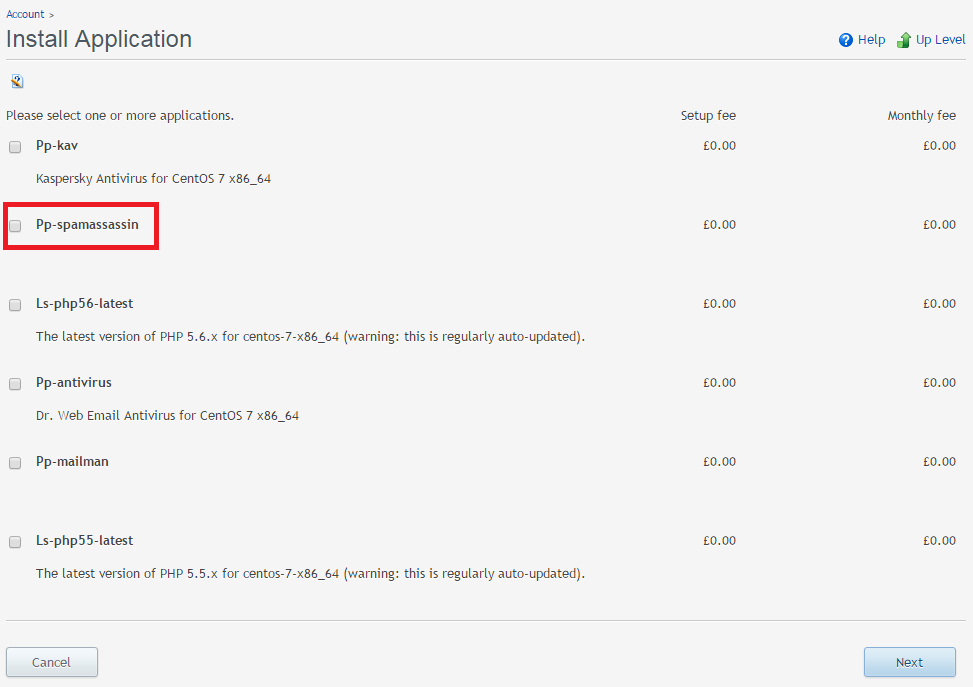 Account >
Install Application
Help Up Level
Please select one or more applications. Setup fee Monthly fee
Pp-kav £0.00 £0.00
Kaspersky Antivirus for CentOS 7 x86_64
Pp-spamassassin £0.00 £0.00
Ls-php56-latest £0.00 £0.00
The latest version of PHP 5.6.x for centos-7-x86_64 (warning: this is regularly auto-updated).
Pp-antivirus £0.00 £0.00
Dr. Web Email Antivirus for CentOS 7 x86_64
Pp-mailman £0.00 £0.00
Ls-php55-latest £0.00 £0.00
The latest version of PHP 5.5.x for centos-7-x86_64 (warning: this is regularly auto-updated).
Cancel Next